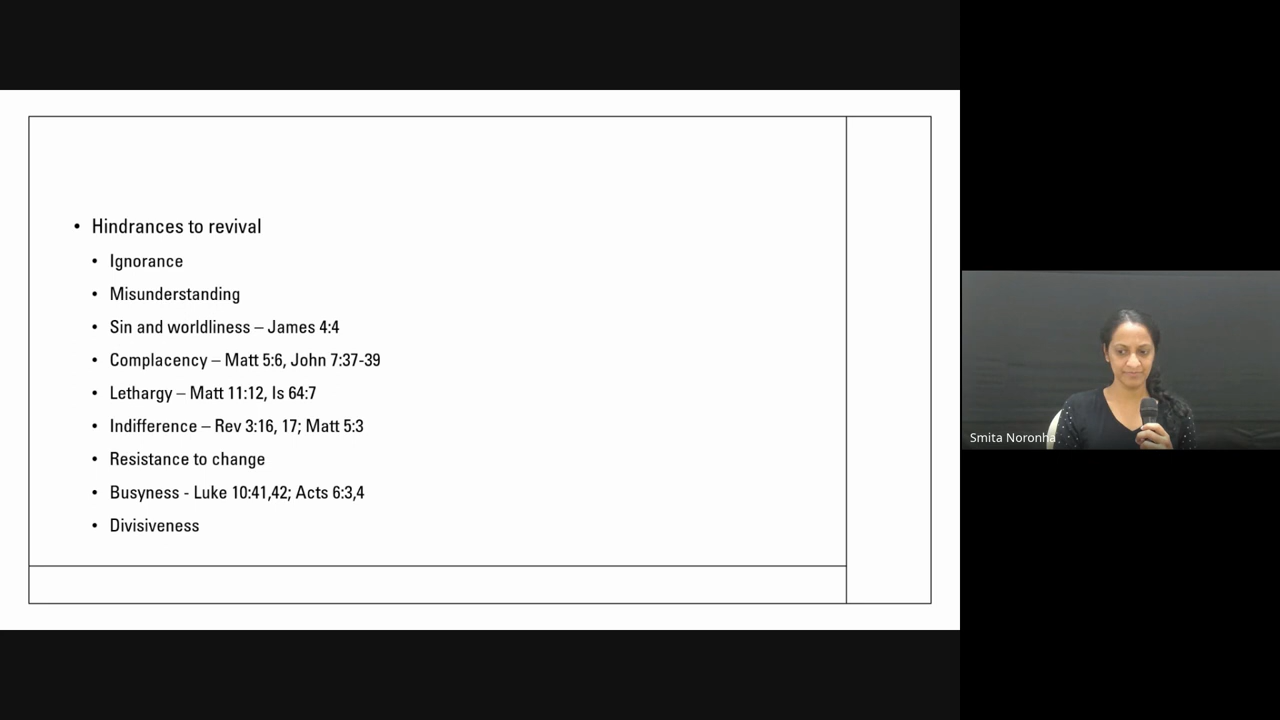 • Hindrances to revival
• Ignorance
• Misunderstanding
• Sin and worldliness – James 4:4
• Complacency – Matt 5:6, John 7:37-39
• Lethargy – Matt 11:12, Is 64:7
• Indifference – Rev 3:16, 17; Matt 5:3
• Resistance to change
• Busyness - Luke 10:41,42; Acts 6:3,4
• Divisiveness
Smita Noronha